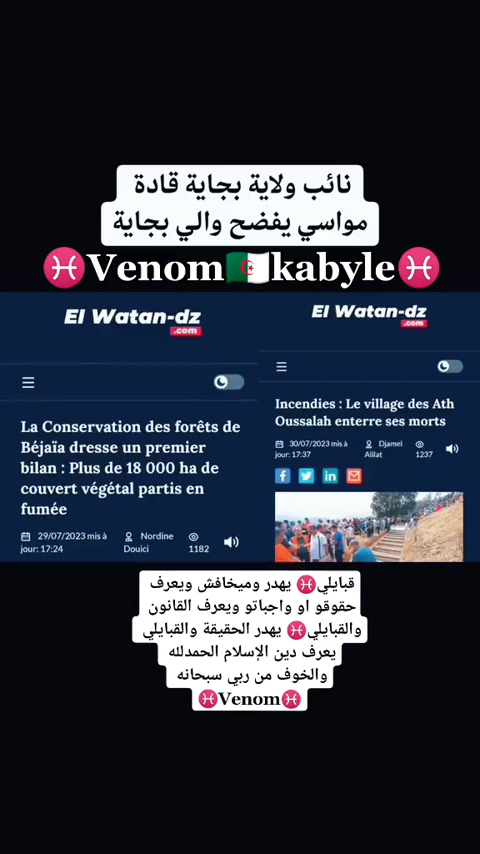 نائب ولاية بجاية قادة
مواسي يفضح والي بجاية
♓Venom🇩🇿kabyle♓
El Watan-dz
.com
La Conservation des forêts de
Béjaïa dresse un premier
bilan : Plus de 18 000 ha de
couvert végétal partis en
fumée
29/07/2023 mis à
jour: 17:24
Nordine
Douici
1182
El Watan-dz
.com
Incendies : Le village des Ath
Oussalah enterre ses morts
30/07/2023 mis à
jour: 17:37
Djamel
Alilat
1237
قبايلي♓ يهدر وميخافش ويعرف
حقوقو او واجباتو ويعرف القانون
والقبايلي♓ يهدر الحقيقة والقبايلي
يعرف دين الإسلام الحمدلله
والخوف من ربي سبحانه
♓Venom♓